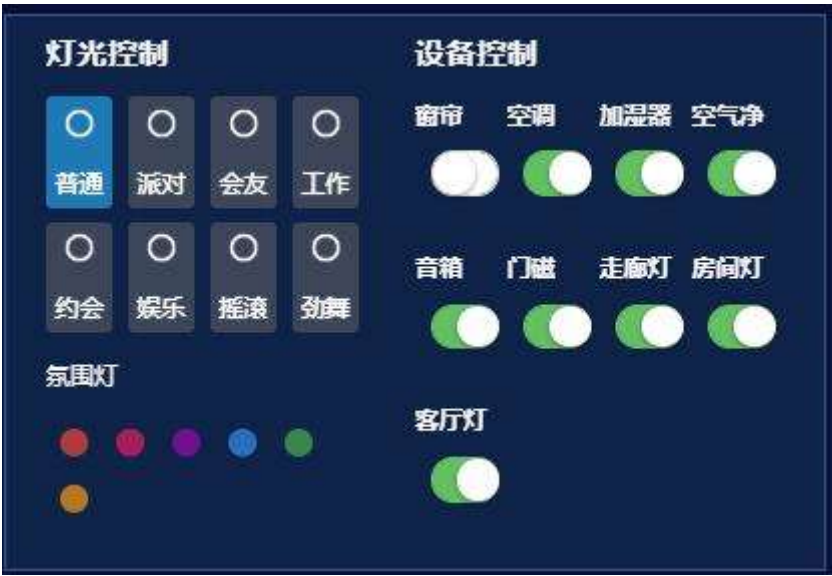 灯光控制
普通 派对 会友 工作
约会 娱乐 摇滚 劲舞
氛围灯
设备控制
窗帘 空调 加湿器 空气净
音箱 门磁 走廊灯 房间灯
客厅灯